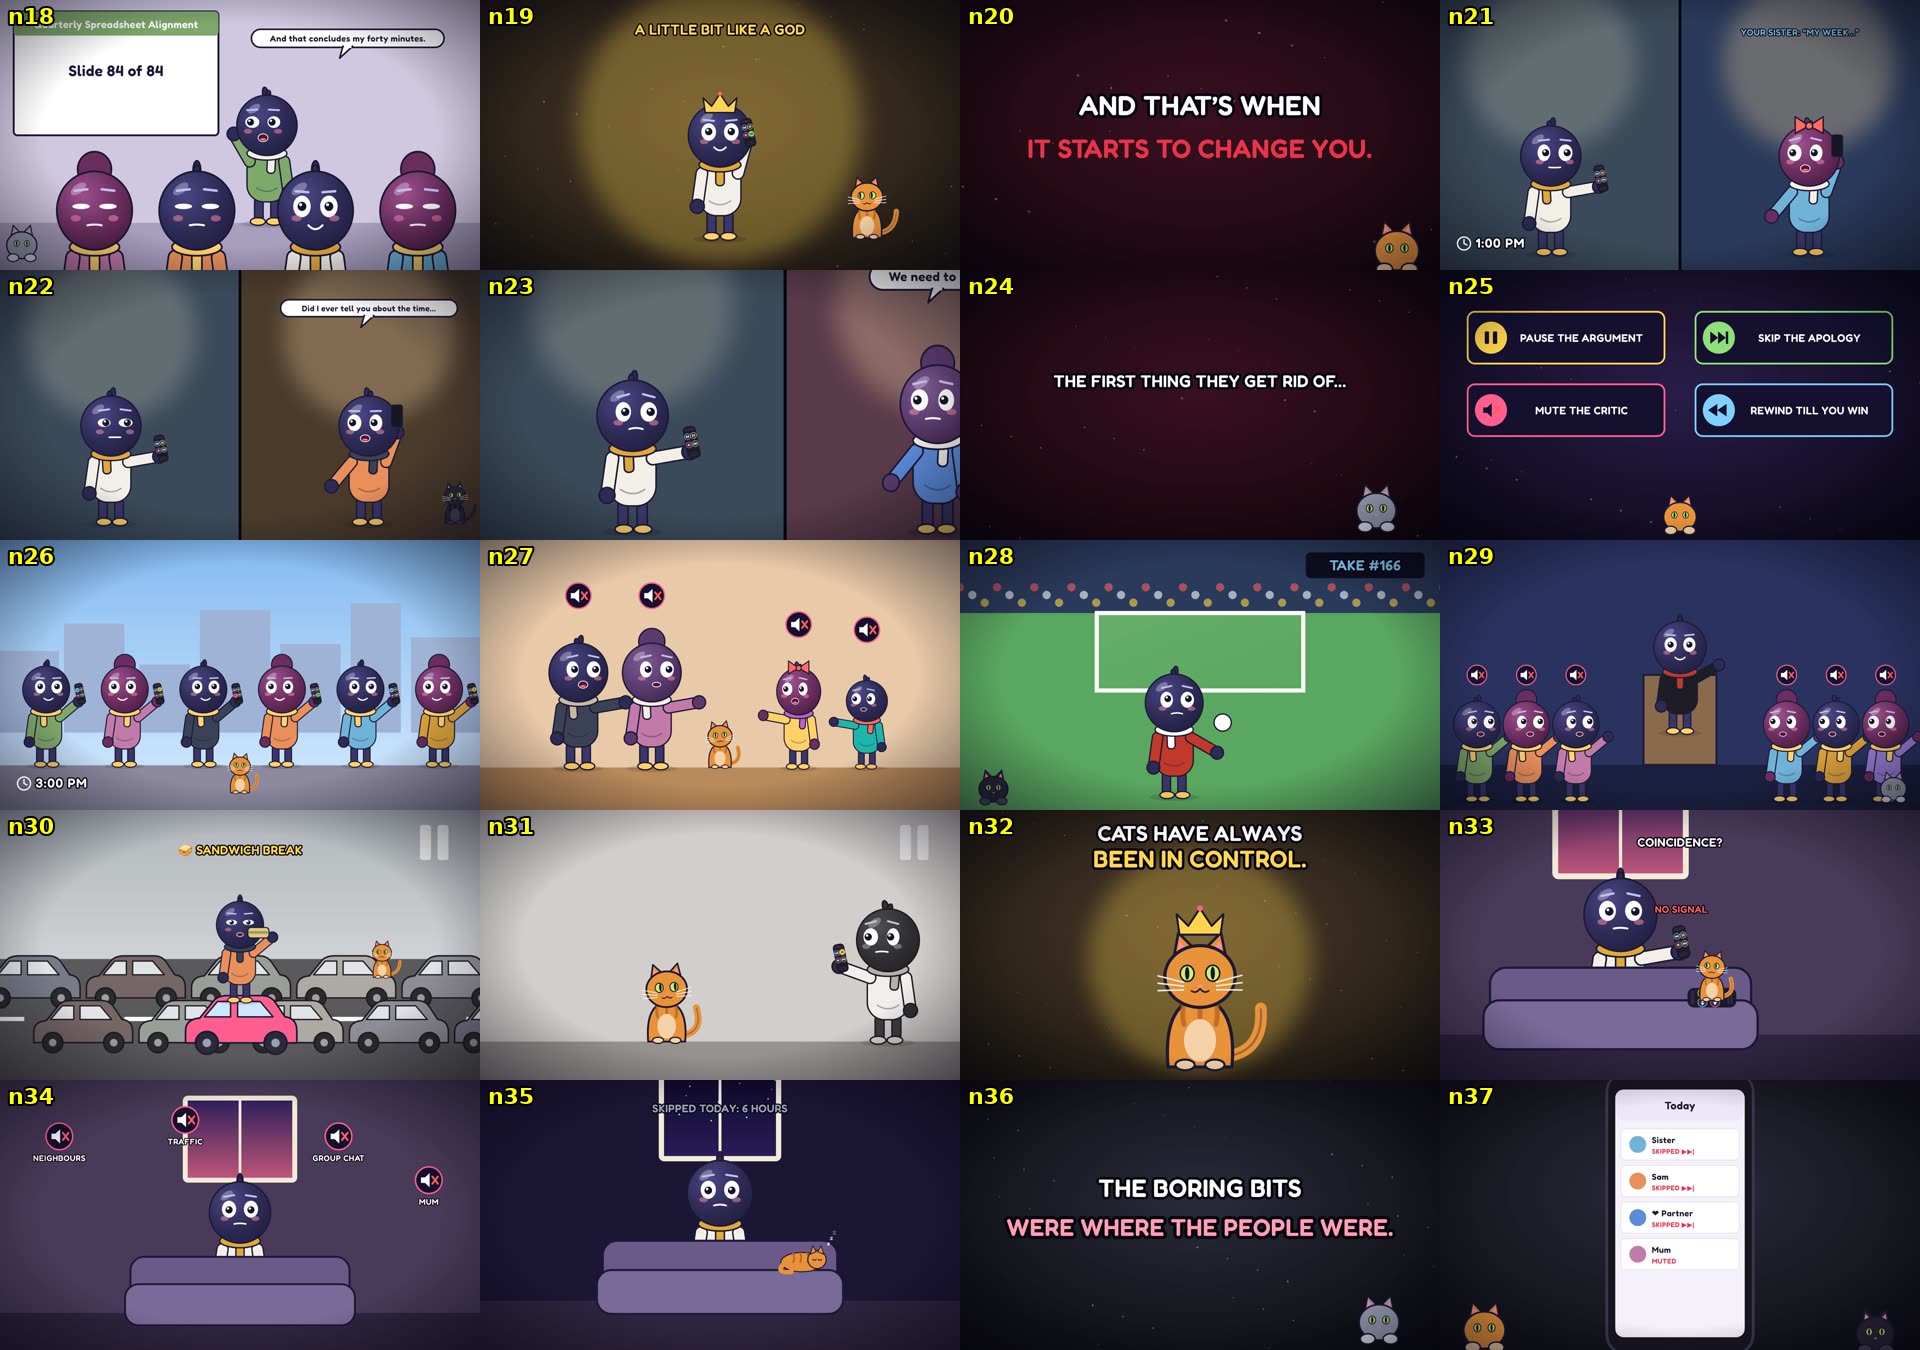 n18
Quarterly Spreadsheet Alignment
And that concludes my forty minutes.
Slide 84 of 84
n19
A LITTLE BIT LIKE A GOD
n20
AND THAT'S WHEN
IT STARTS TO CHANGE YOU.
n21
YOUR SISTER: "MY WEEK..."
1:00 PM
n22
Did I ever tell you about the time...
n23
We need to
n24
THE FIRST THING THEY GET RID OF...
n25
PAUSE THE ARGUMENT
SKIP THE APOLOGY
MUTE THE CRITIC
REWIND TILL YOU WIN
n26
3:00 PM
n27
n28
TAKE #166
n29
n30
SANDWICH BREAK
n31
n32
CATS HAVE ALWAYS
BEEN IN CONTROL.
n33
COINCIDENCE?
NO SIGNAL
n34
TRAFFIC
NEIGHBOURS
GROUP CHAT
MUM
n35
SKIPPED TODAY: 6 HOURS
n36
THE BORING BITS
WERE WHERE THE PEOPLE WERE.
n37
Today
Sister
SKIPPED
Sam
SKIPPED
❤ Partner
SKIPPED
Mum
MUTED